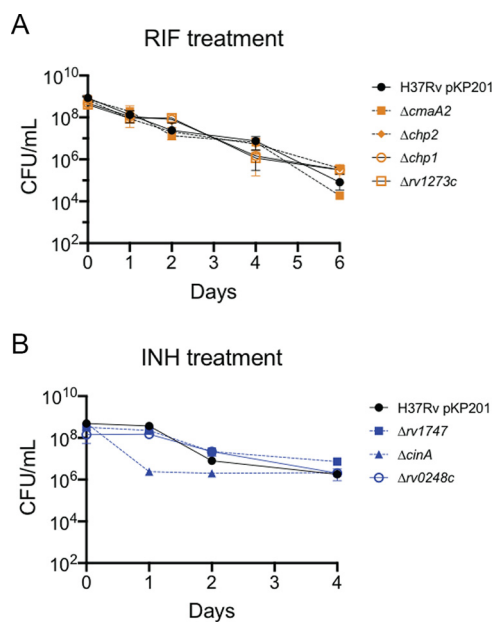 A
RIF treatment
CFU/mL
10^10
10^8
10^6
10^4
10^2
0 1 2 3 4 5 6
Days
H37Rv pKP201
ΔcmaA2
Δchp2
Δchp1
Δrv1273c
B
INH treatment
CFU/mL
10^10
10^8
10^6
10^4
10^2
0 1 2 3 4
Days
H37Rv pKP201
Δrv1747
ΔcinA
Δrv0248c